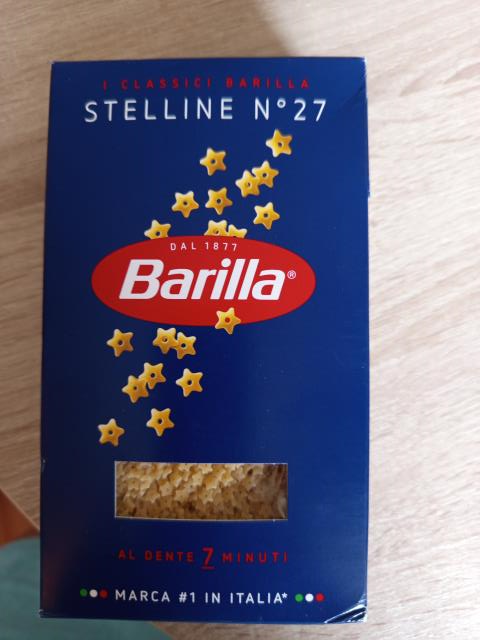 I CLASSICI BARILLA
STELLINE N°27
DAL 1877
Barilla®
AL DENTE 7 MINUTI
MARCA #1 IN ITALIA*